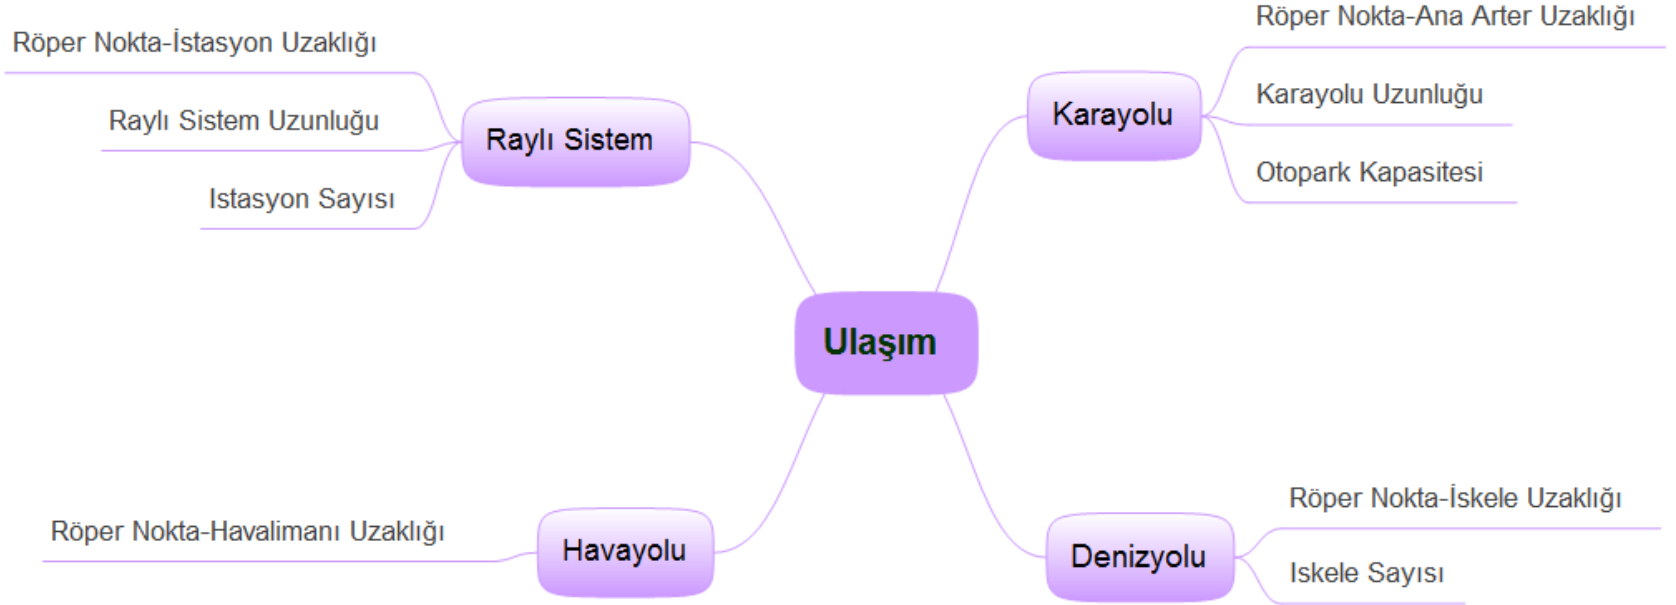 Röper Nokta-İstasyon Uzaklığı
Raylı Sistem Uzunluğu
Istasyon Sayısı
Raylı Sistem
Röper Nokta-Ana Arter Uzaklığı
Karayolu Uzunluğu
Otopark Kapasitesi
Karayolu
Ulaşım
Röper Nokta-Havalimanı Uzaklığı
Havayolu
Denizyolu
Röper Nokta-İskele Uzaklığı
Iskele Sayısı